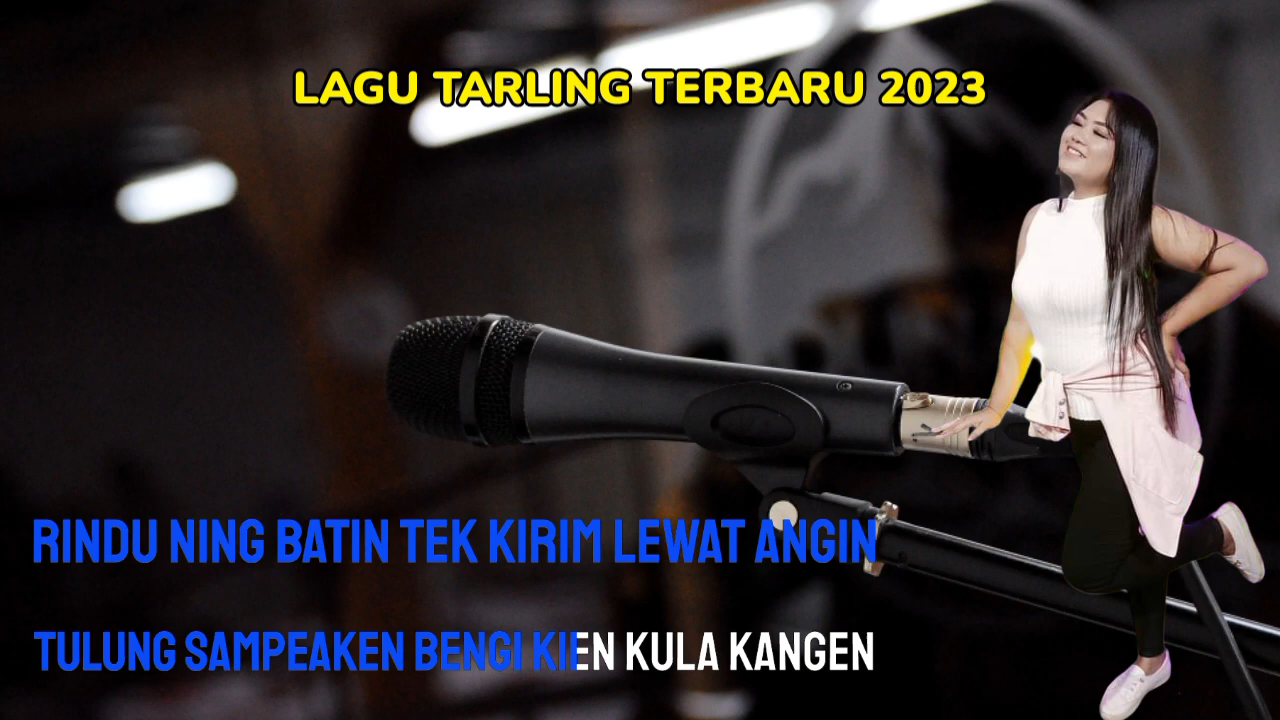 LAGU TARLING TERBARU 2023
RINDU NING BATIN TEK KIRIM LEWAT ANGIN
TULUNG SAMPEAKEN BENGI KIEN KULA KANGEN